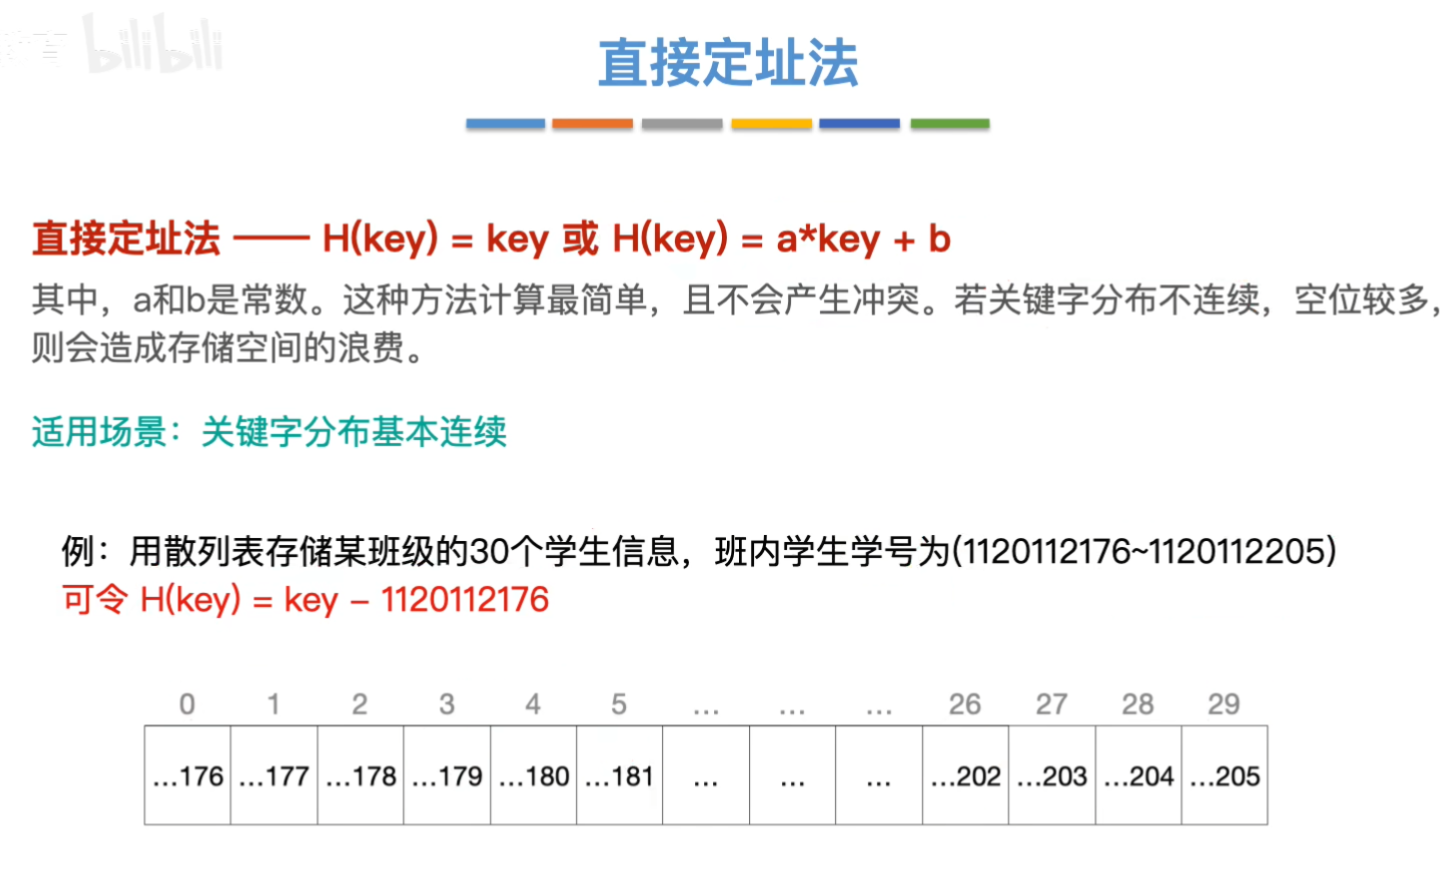 bilibili
直接定址法
直接定址法 —— H(key) = key 或 H(key) = a*key + b
其中，a和b是常数。这种方法计算最简单，且不会产生冲突。若关键字分布不连续，空位较多，
则会造成存储空间的浪费。
适用场景：关键字分布基本连续
例：用散列表存储某班级的30个学生信息，班内学生学号为(1120112176~1120112205)
可令 H(key) = key – 1120112176
0 1 2 3 4 5 ... ... ... 26 27 28 29
...176 ...177 ...178 ...179 ...180 ...181 ... ... ... ...202 ...203 ...204 ...205